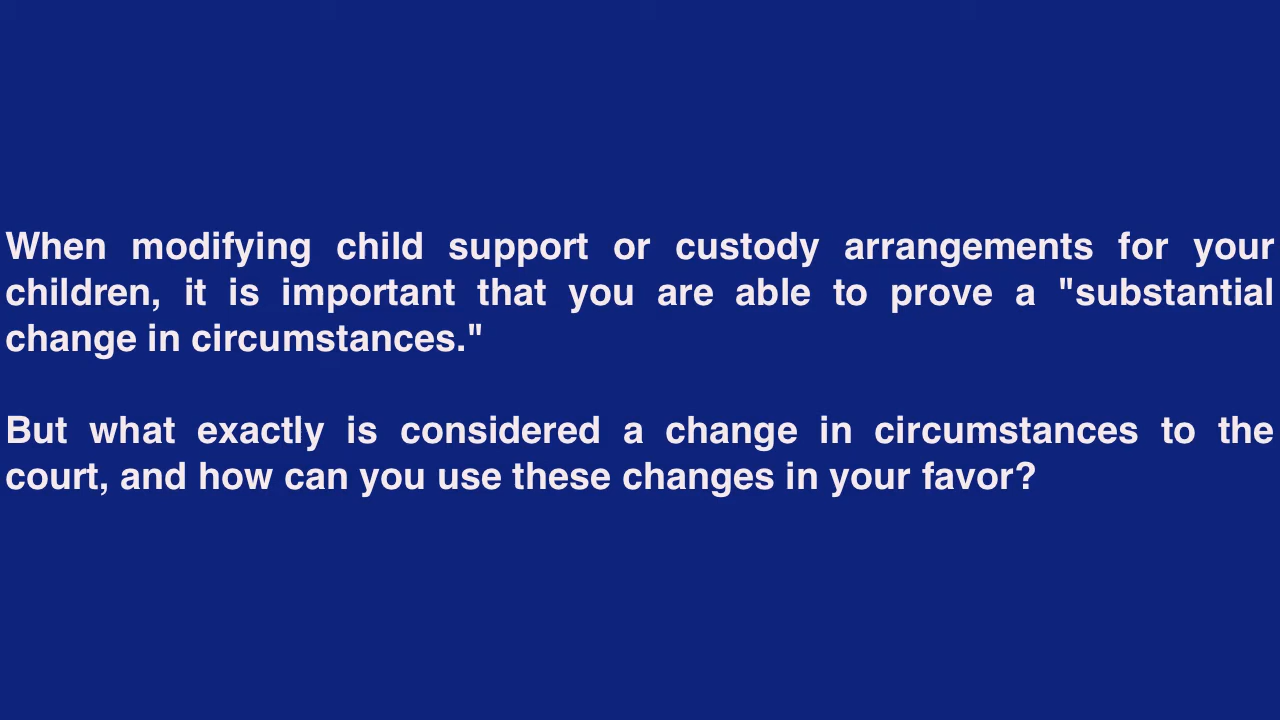 When modifying child support or custody arrangements for your
children, it is important that you are able to prove a "substantial
change in circumstances."
But what exactly is considered a change in circumstances to the
court, and how can you use these changes in your favor?